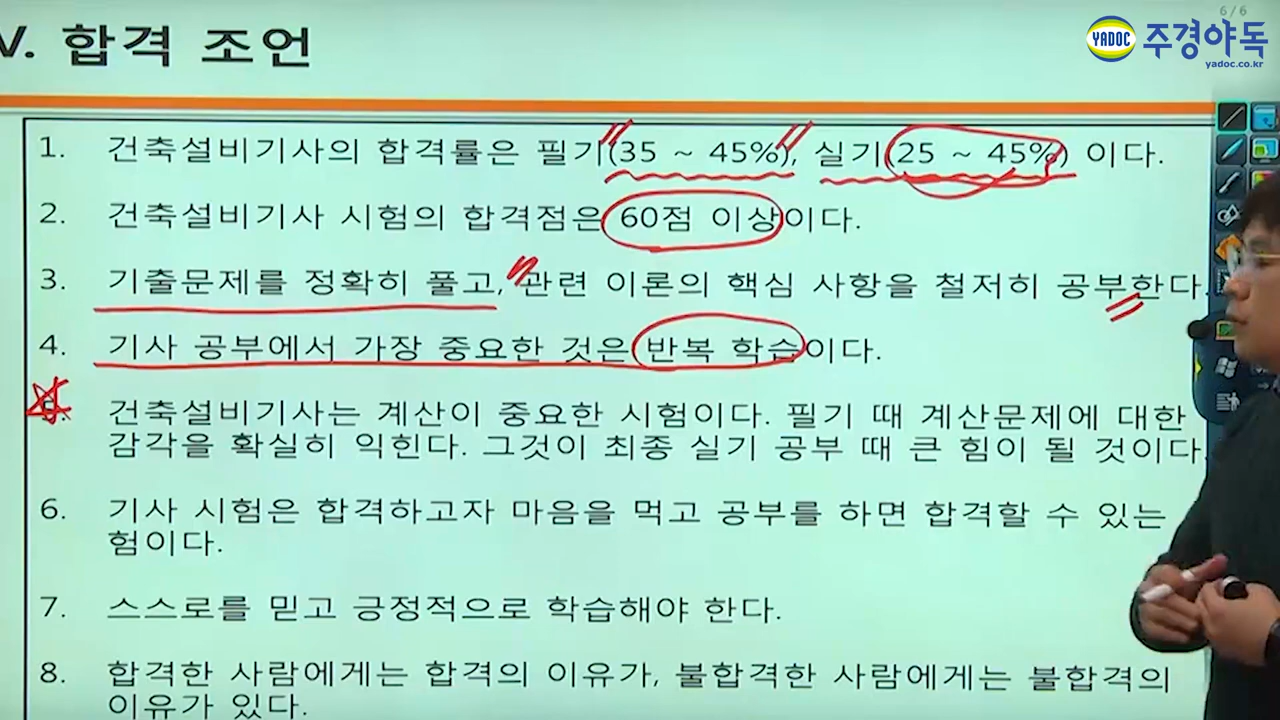 6/6
YADOC 주경야독
yadoc.co.kr
V. 합격 조언
1. 건축설비기사의 합격률은 필기(35 ~ 45%), 실기(25 ~ 45%) 이다.
2. 건축설비기사 시험의 합격점은 60점 이상이다.
3. 기출문제를 정확히 풀고, 관련 이론의 핵심 사항을 철저히 공부한다.
4. 기사 공부에서 가장 중요한 것은 반복 학습이다.
5. 건축설비기사는 계산이 중요한 시험이다. 필기 때 계산문제에 대한
감각을 확실히 익힌다. 그것이 최종 실기 공부 때 큰 힘이 될 것이다.
6. 기사 시험은 합격하고자 마음을 먹고 공부를 하면 합격할 수 있는
험이다.
7. 스스로를 믿고 긍정적으로 학습해야 한다.
8. 합격한 사람에게는 합격의 이유가, 불합격한 사람에게는 불합격의
이유가 있다.